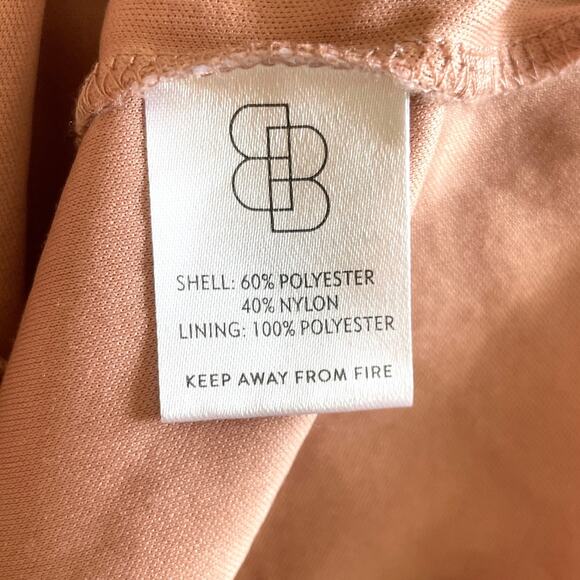 SHELL: 60% POLYESTER
40% NYLON
LINING: 100% POLYESTER
KEEP AWAY FROM FIRE